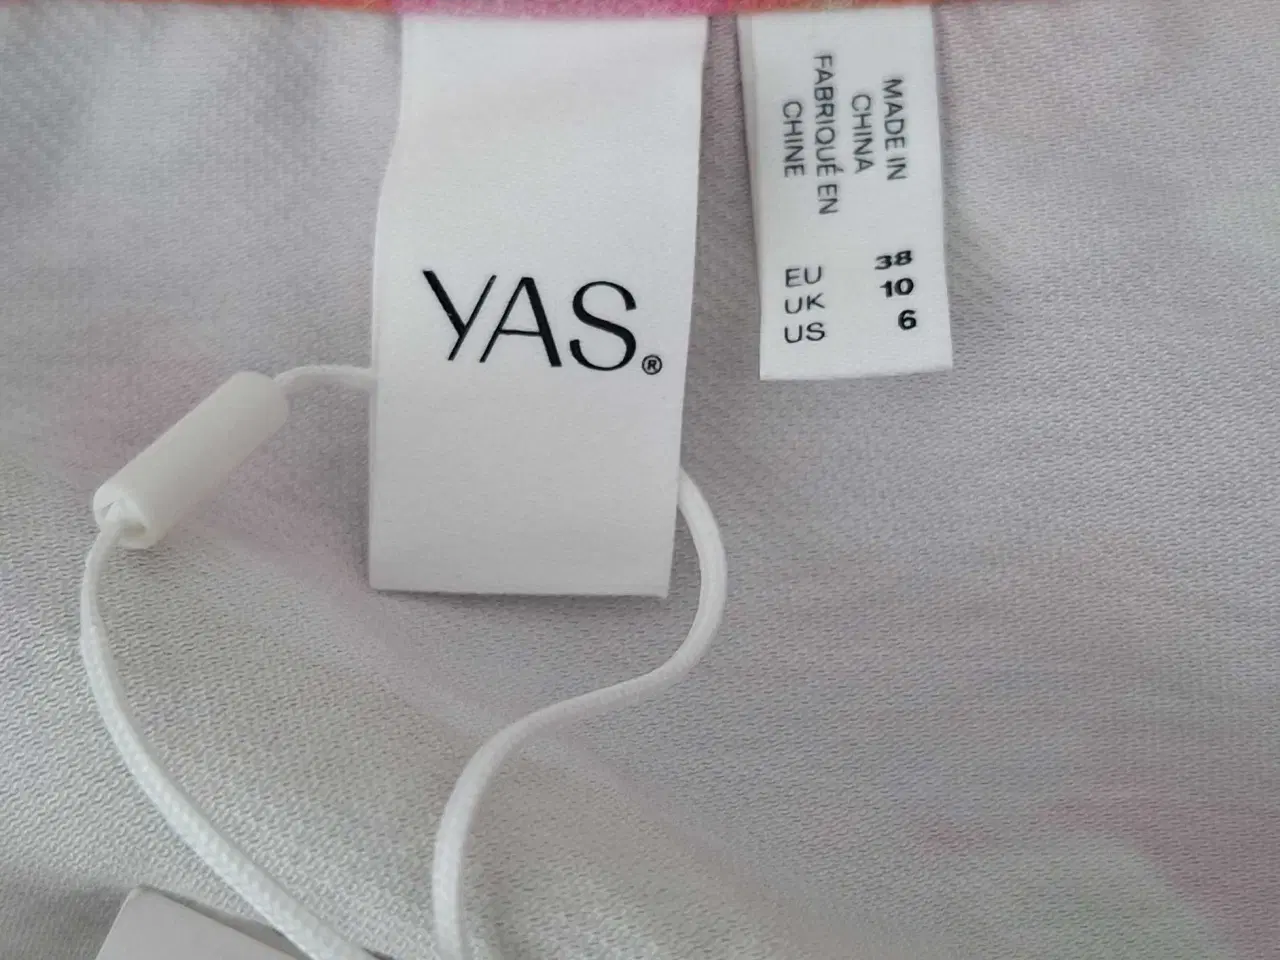 YAS®
MADE IN
CHINA
FABRIQUÉ EN
CHINE
EU 38
UK 10
US 6